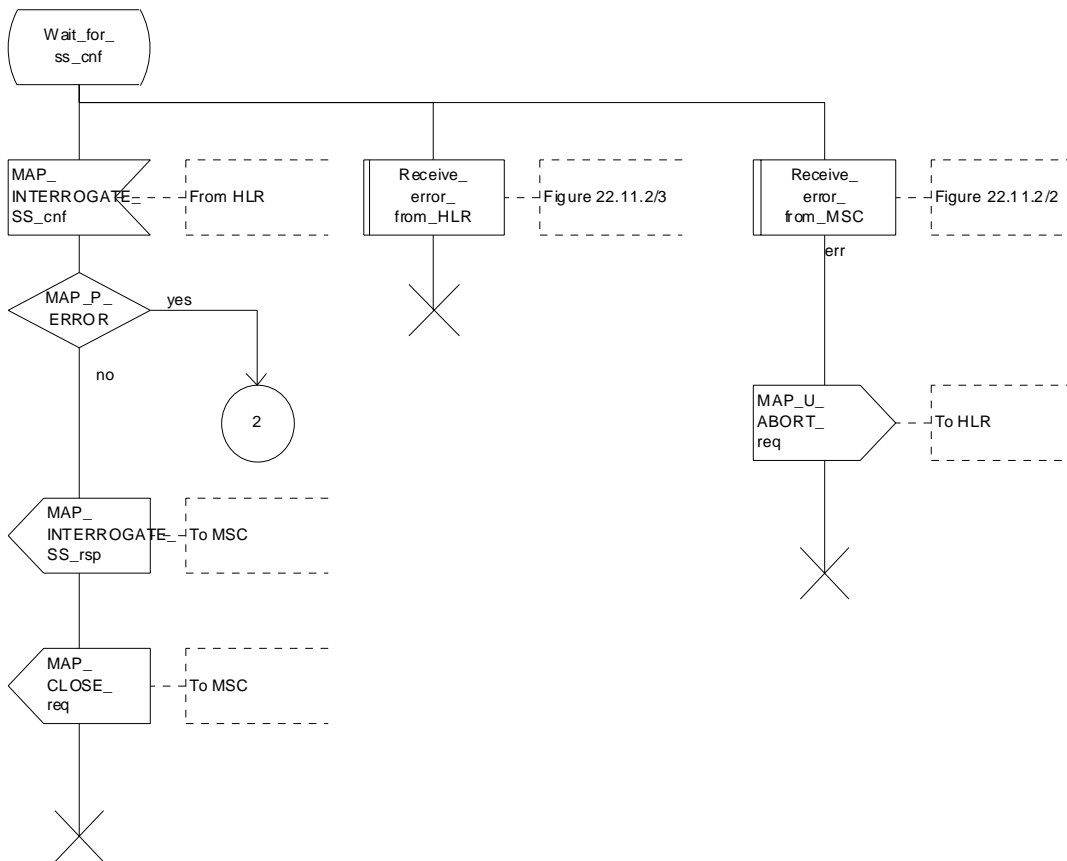 Wait_for_
ss_cnf
MAP_
INTERROGATE_
SS_cnf
From HLR
Receive_
error_
from_HLR
Figure 22.11.2/3
Receive_
error_
from_MSC
Figure 22.11.2/2
err
MAP_P_
ERROR
yes
no
2
MAP_U_
ABORT_
req
To HLR
MAP_
INTERROGATE_
SS_rsp
To MSC
MAP_
CLOSE_
req
To MSC